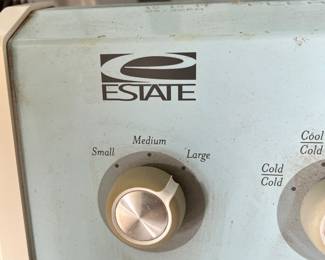 ESTATE
Medium
Small
Large
Cool
Cold
Cold
Cold